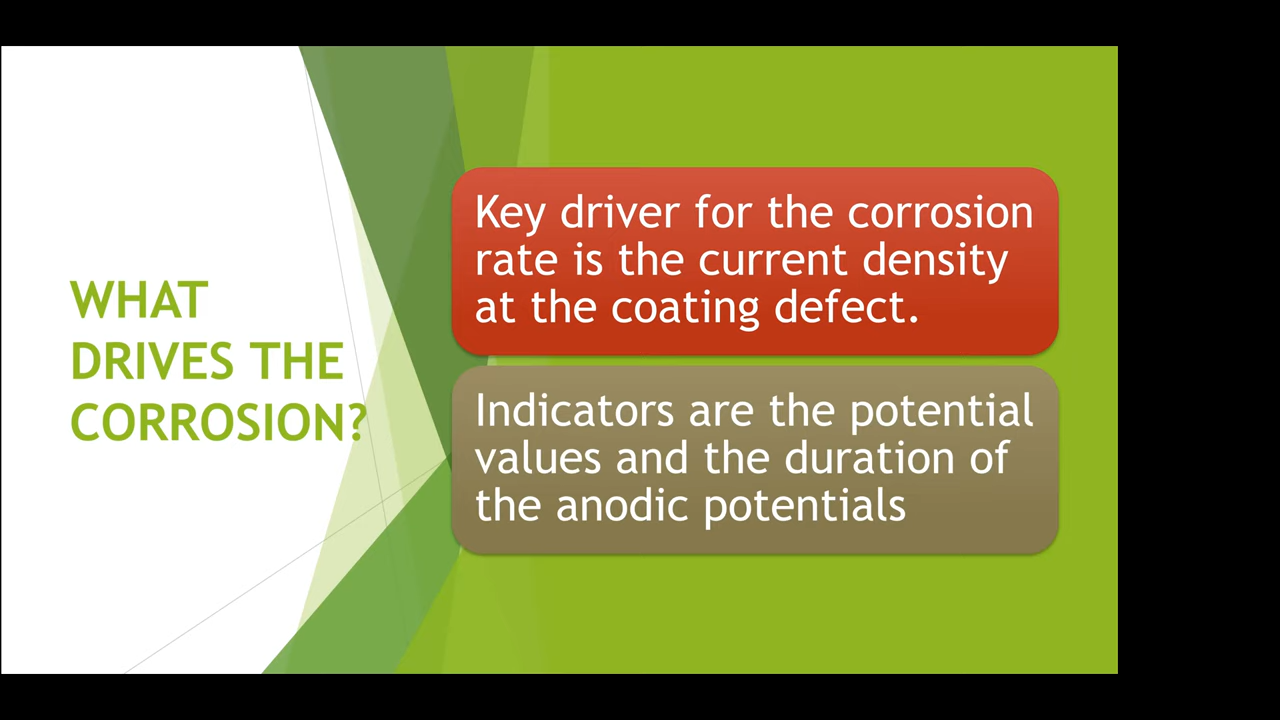 WHAT
DRIVES THE
CORROSION?
Key driver for the corrosion
rate is the current density
at the coating defect.
Indicators are the potential
values and the duration of
the anodic potentials